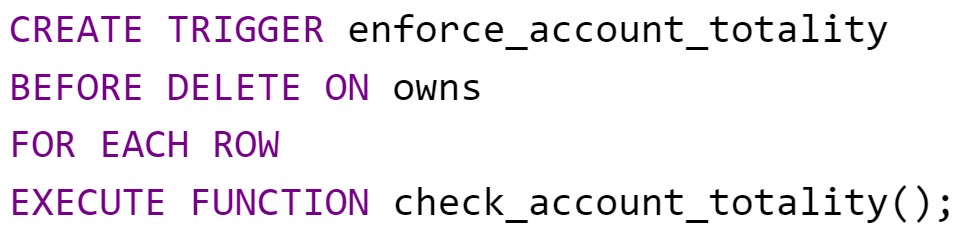 CREATE TRIGGER enforce_account_totality
BEFORE DELETE ON owns
FOR EACH ROW
EXECUTE FUNCTION check_account_totality();